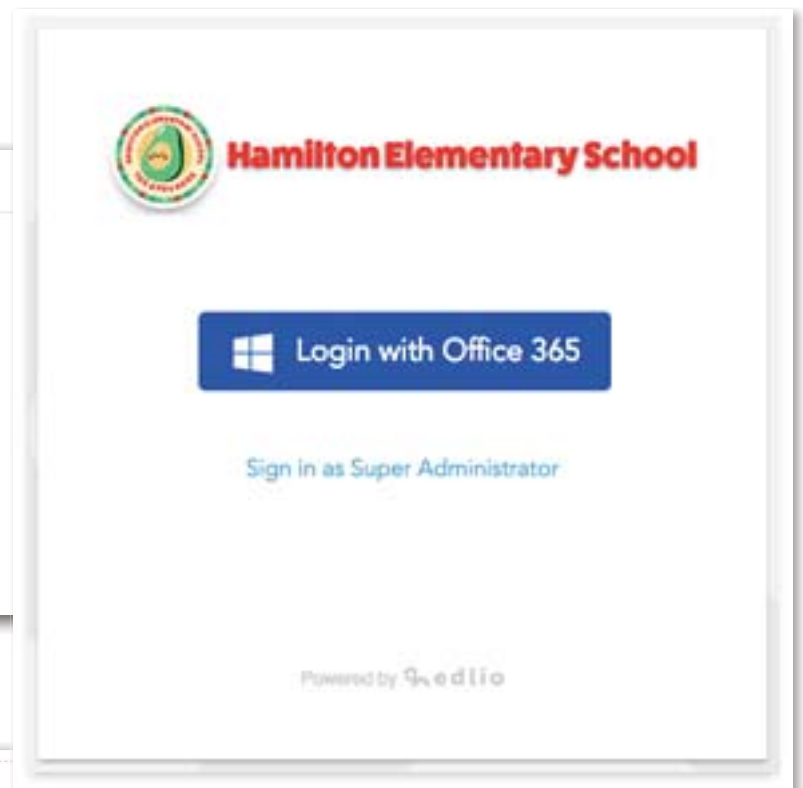 Hamilton Elementary School
Login with Office 365
Sign in as Super Administrator
Powered by edlio